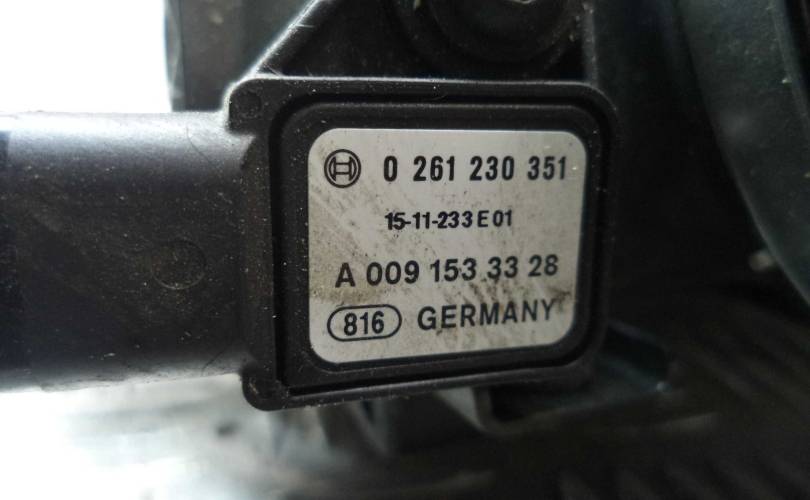 0 261 230 351
15-11-233 E 01
A 009 153 33 28
816 GERMANY